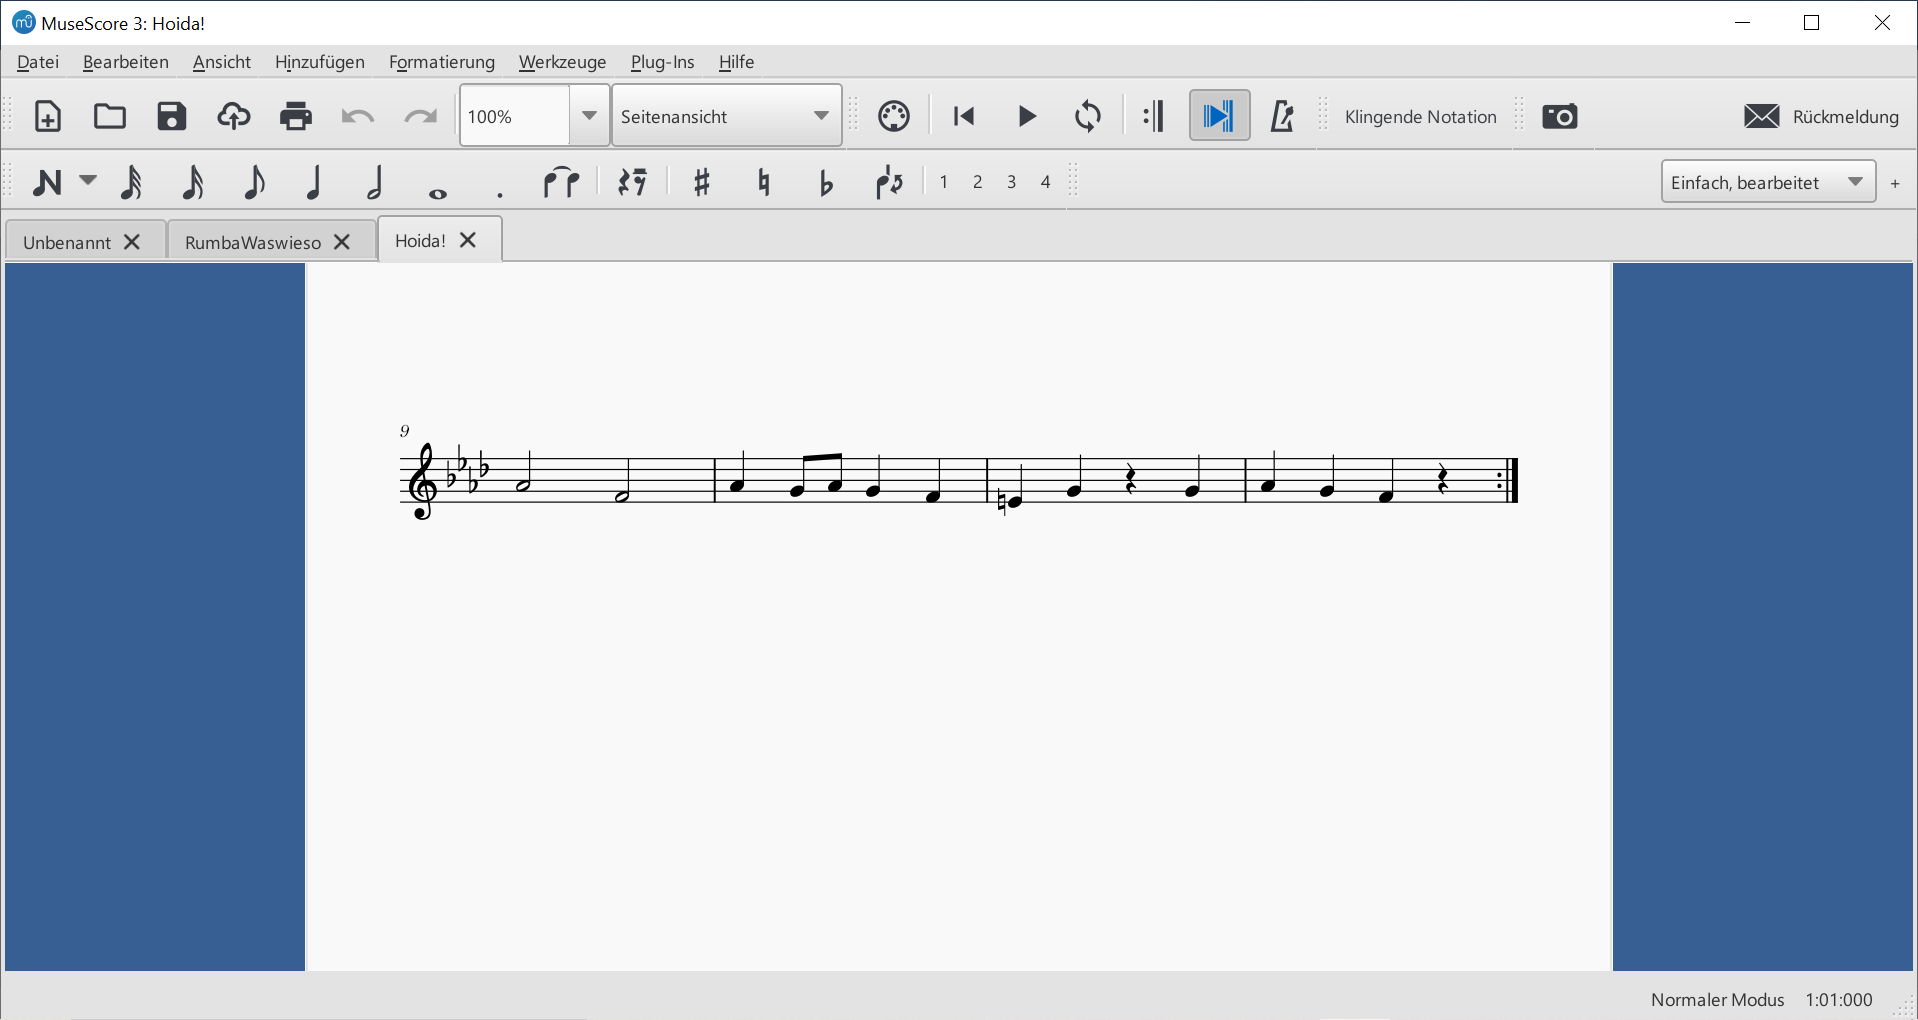 MuseScore 3: Hoida!
Datei Bearbeiten Ansicht Hinzufügen Formatierung Werkzeuge Plug-Ins Hilfe
100% Seitenansicht Klingende Notation Rückmeldung
1 2 3 4 Einfach, bearbeitet +
Unbenannt RumbaWaswieso Hoida!
9
Normaler Modus 1:01:000